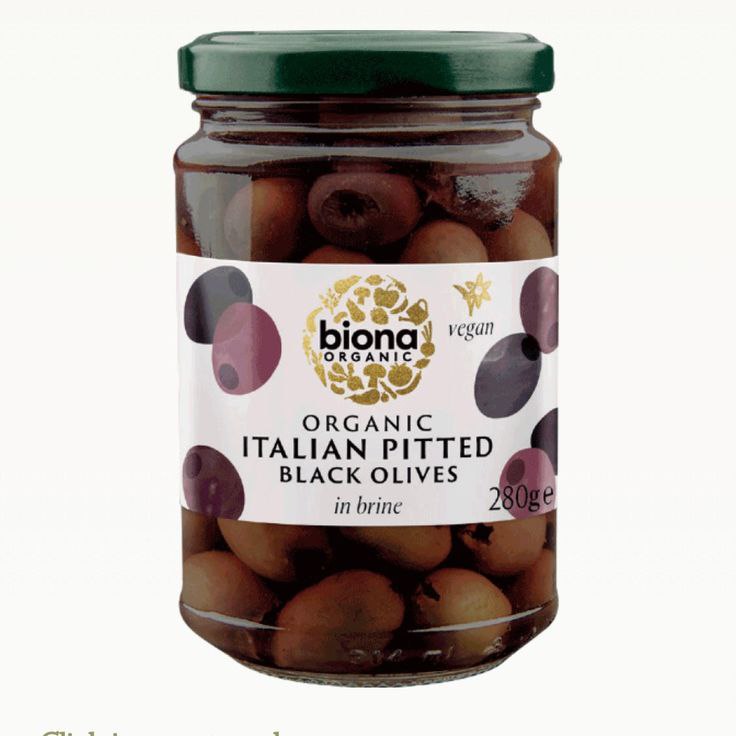 biona
ORGANIC
vegan
ORGANIC
ITALIAN PITTED
BLACK OLIVES
in brine
280g℮